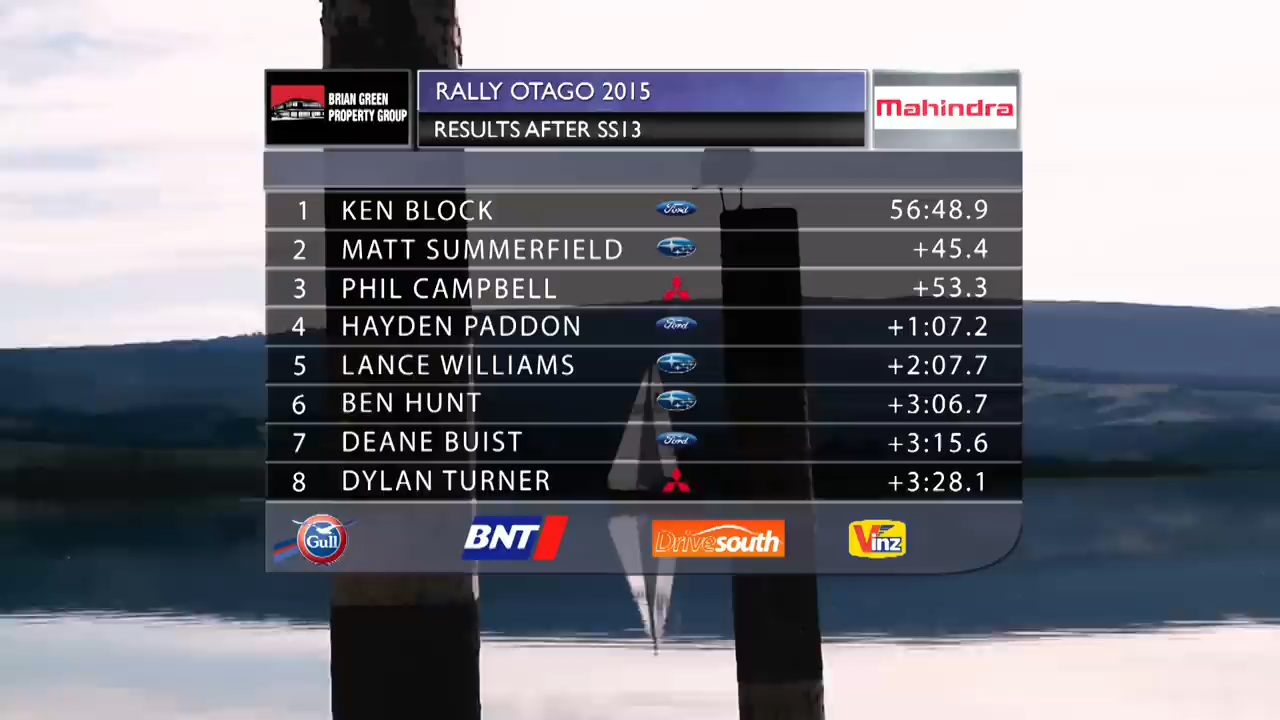 BRIAN GREEN
PROPERTY GROUP
RALLY OTAGO 2015
RESULTS AFTER SS13
Mahindra
1 KEN BLOCK Ford 56:48.9
2 MATT SUMMERFIELD +45.4
3 PHIL CAMPBELL +53.3
4 HAYDEN PADDON Ford +1:07.2
5 LANCE WILLIAMS +2:07.7
6 BEN HUNT +3:06.7
7 DEANE BUIST Ford +3:15.6
8 DYLAN TURNER +3:28.1
Gull BNT Drivesouth Vinz